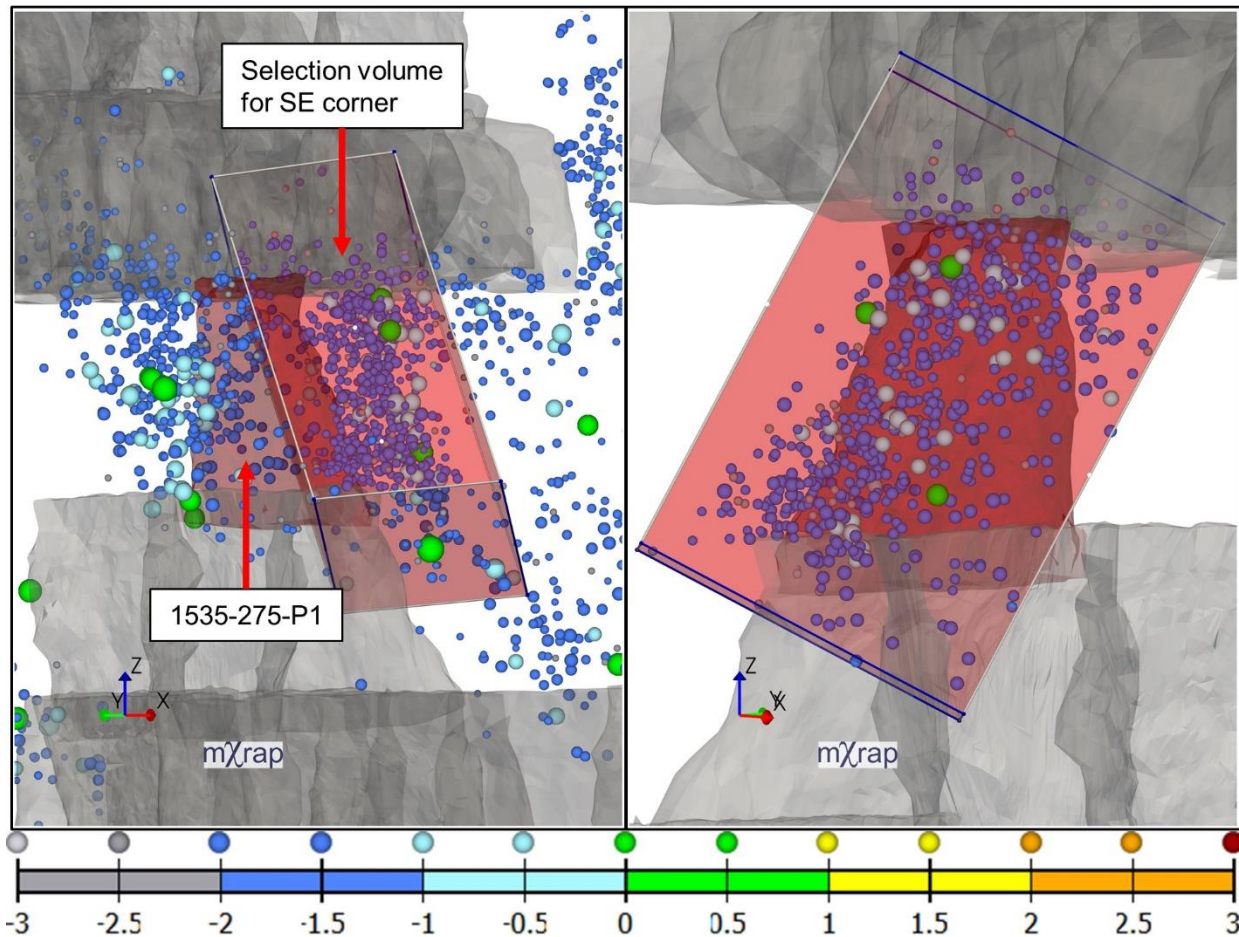 Selection volume
for SE corner
1535-275-P1
Z
Y
X
mχrap
Z
Y
X
mχrap
-3 -2.5 -2 -1.5 -1 -0.5 0 0.5 1 1.5 2 2.5 3